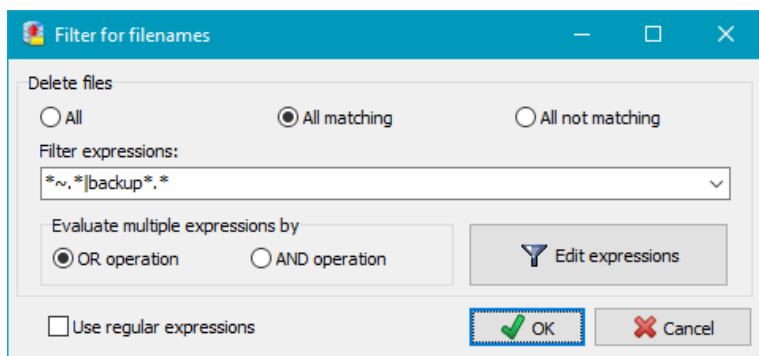 Filter for filenames
Delete files
All All matching All not matching
Filter expressions:
*~.*|backup*.*
Evaluate multiple expressions by
OR operation AND operation Edit expressions
Use regular expressions OK Cancel